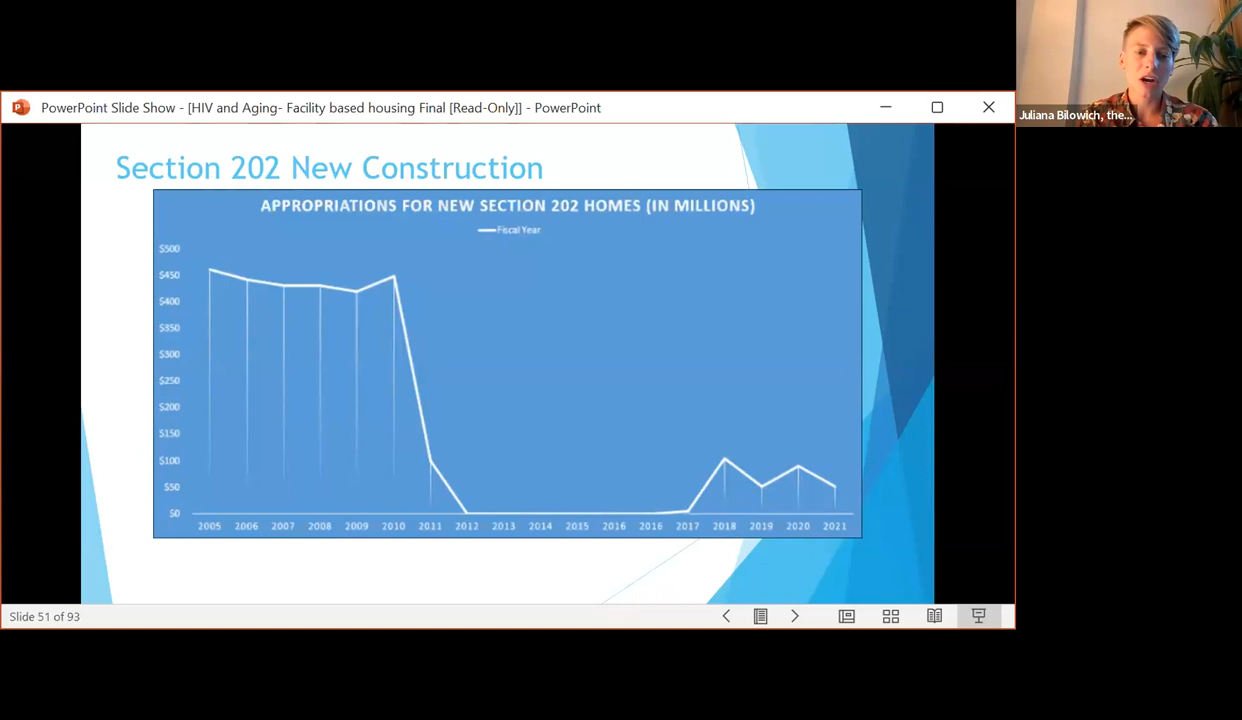 PowerPoint Slide Show - [HIV and Aging- Facility based housing Final [Read-Only]] - PowerPoint
Juliana Bilowich, the...
Section 202 New Construction
APPROPRIATIONS FOR NEW SECTION 202 HOMES (IN MILLIONS)
Fiscal Year
$500
$450
$400
$350
$300
$250
$200
$150
$100
$50
$0
2005 2006 2007 2008 2009 2010 2011 2012 2013 2014 2015 2016 2016 2017 2018 2019 2020 2021
Slide 51 of 93